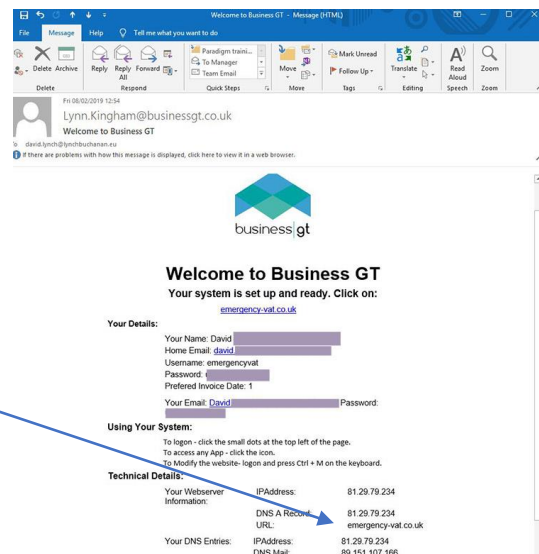 Welcome to Business GT - Message (HTML)
File Message Help Tell me what you want to do
Delete Archive Reply Reply All Forward Paradigm traini... To Manager Team Email Move Mark Unread Follow Up Translate Read Aloud Zoom
Delete Respond Quick Steps Move Tags Editing Speech Zoom
Fri 08/02/2019 12:54
Lynn.Kingham@businessgt.co.uk
Welcome to Business GT
david.lynch@lynchbuchanan.eu
If there are problems with how this message is displayed, click here to view it in a web browser.
business gt
Welcome to Business GT
Your system is set up and ready. Click on:
emergency-vat.co.uk
Your Details:
Your Name: David
Home Email: david
Username: emergencyvat
Password:
Prefered Invoice Date: 1
Your Email: David Password:
Using Your System:
To logon - click the small dots at the top left of the page.
To access any App - click the icon.
To Modify the website- logon and press Ctrl + M on the keyboard.
Technical Details:
Your Webserver Information: IPAddress: 81.29.79.234
DNS A Record: 81.29.79.234
URL: emergency-vat.co.uk
Your DNS Entries: IPAddress: 81.29.79.234
DNS Mail: 89.151.107.166